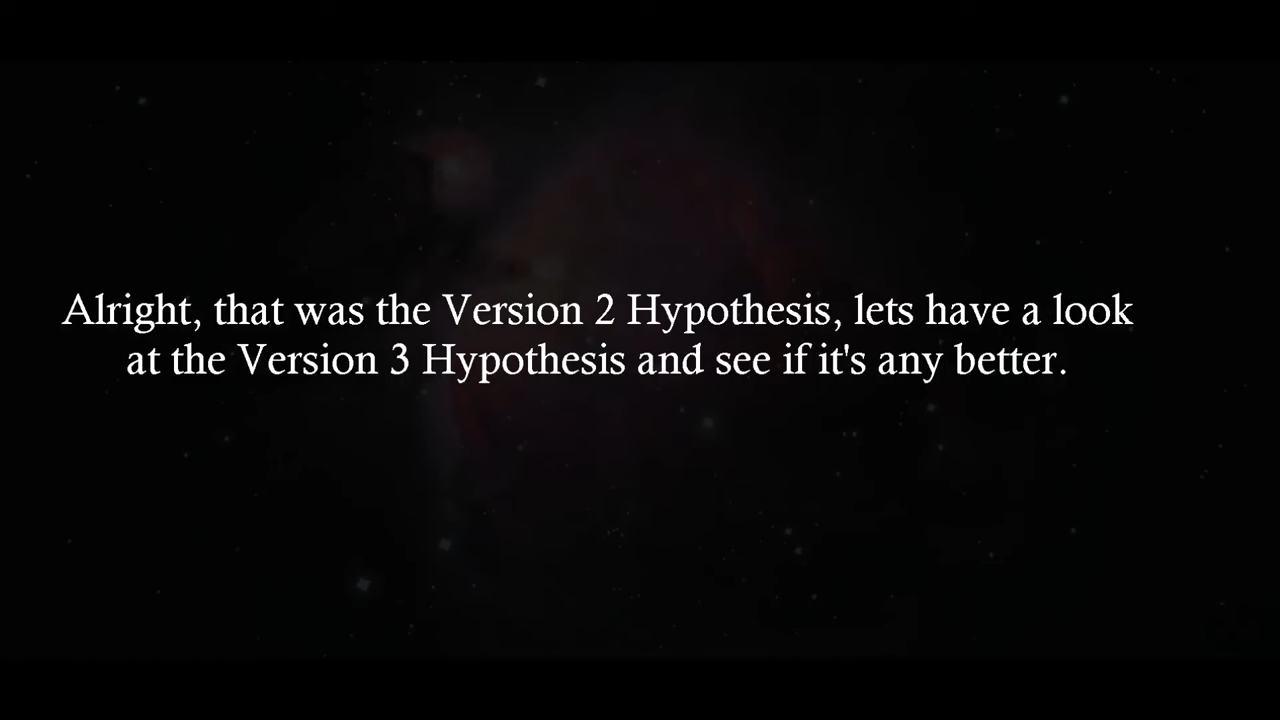 Alright, that was the Version 2 Hypothesis, lets have a look
at the Version 3 Hypothesis and see if it's any better.